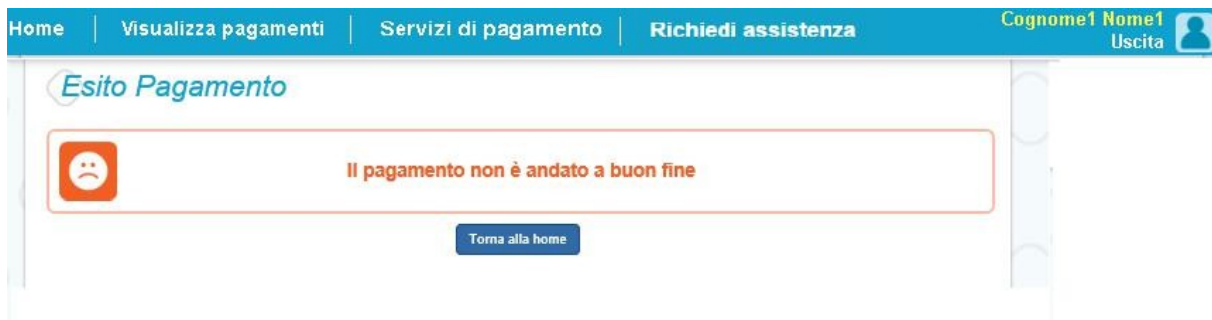 Home Visualizza pagamenti Servizi di pagamento Richiedi assistenza Cognome1 Nome1
Uscita
Esito Pagamento
Il pagamento non è andato a buon fine
Torna alla home